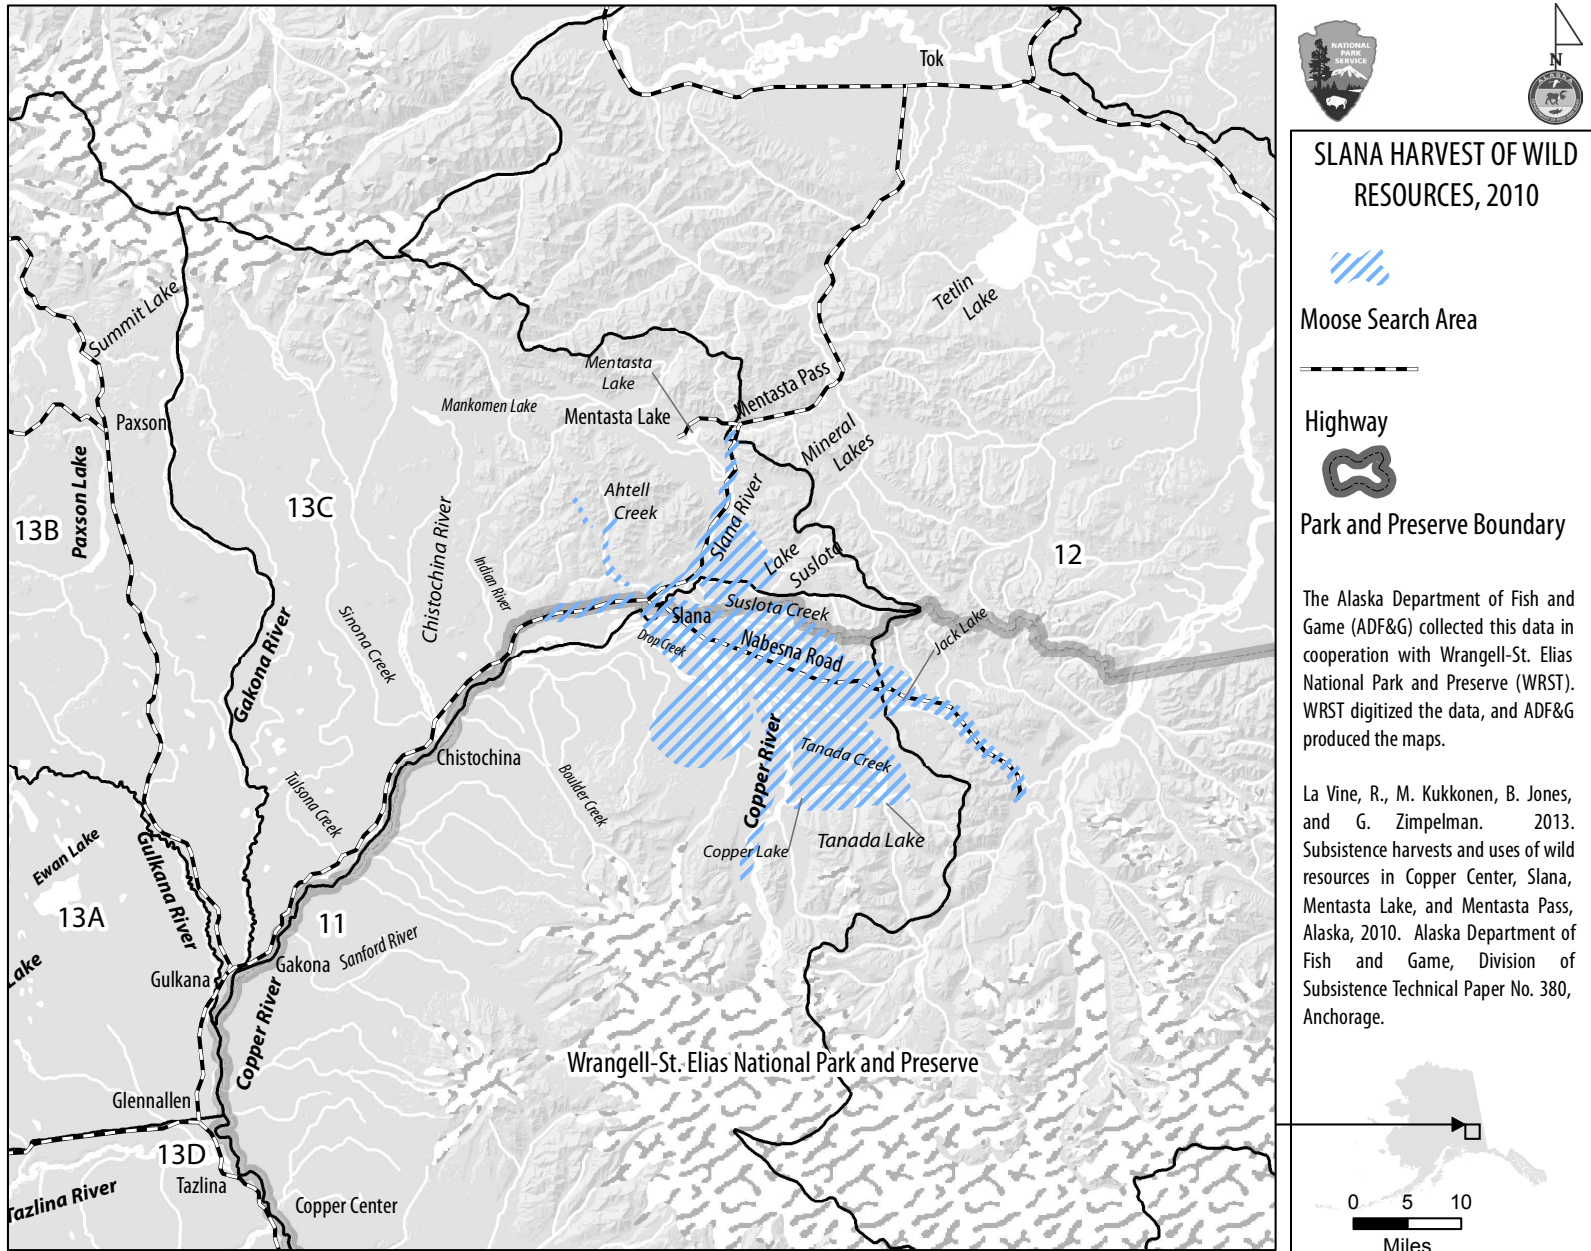 Tok
Tetlin
Lake
Summit Lake
Mentasta
Lake
Mentasta Pass
Mankomen Lake
Mentasta Lake
Paxson
Mineral
Lakes
Paxson Lake
13C
Ahtell
Creek
Slana River
13B
Chistochina River
Indian River
Lake
Suslota
12
Sinona Creek
Suslota Creek
Slana
Jack Lake
Gakona River
Drop Creek
Nabesna Road
Copper River
Tanada Creek
Chistochina
Tulsona Creek
Boulder Creek
Ewan Lake
Gulkana River
Copper Lake
Tanada Lake
13A
11
Sanford River
Lake
Gulkana
Gakona
Copper River
Wrangell-St. Elias National Park and Preserve
Glennallen
13D
Tazlina
Tazlina River
Copper Center
NATIONAL
PARK
SERVICE
N
ALASKA
SLANA HARVEST OF WILD
RESOURCES, 2010
Moose Search Area
Highway
Park and Preserve Boundary
The Alaska Department of Fish and
Game (ADF&G) collected this data in
cooperation with Wrangell-St. Elias
National Park and Preserve (WRST).
WRST digitized the data, and ADF&G
produced the maps.
La Vine, R., M. Kukkonen, B. Jones,
and G. Zimpelman. 2013.
Subsistence harvests and uses of wild
resources in Copper Center, Slana,
Mentasta Lake, and Mentasta Pass,
Alaska, 2010. Alaska Department of
Fish and Game, Division of
Subsistence Technical Paper No. 380,
Anchorage.
0 5 10
Miles